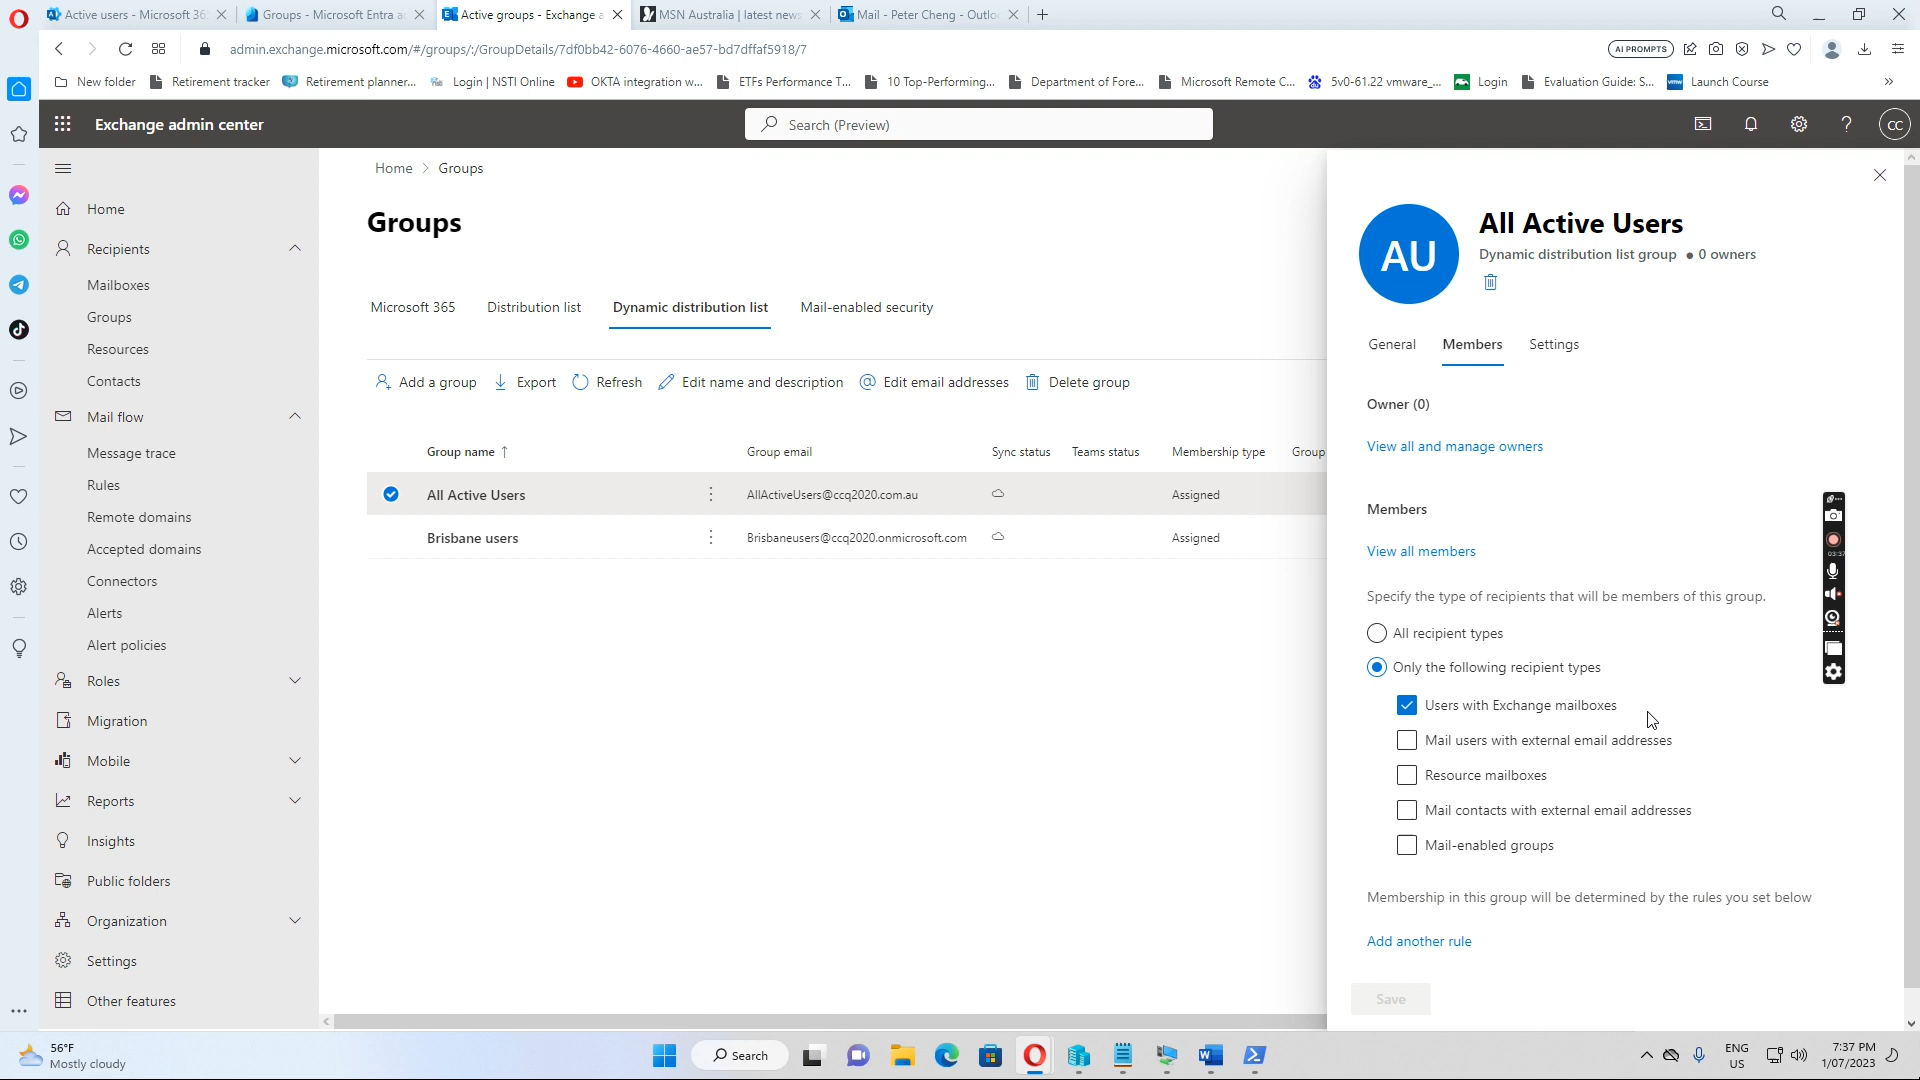 Active users - Microsoft 36
Groups - Microsoft Entra a
Active groups - Exchange a
MSN Australia | latest news
Mail - Peter Cheng - Outlo
admin.exchange.microsoft.com/#/groups/:/GroupDetails/7df0bb42-6076-4660-ae57-bd7dffaf5918/7
AI PROMPTS
New folder
Retirement tracker
Retirement planner...
Login | NSTI Online
OKTA integration w...
ETFs Performance T...
10 Top-Performing...
Department of Fore...
Microsoft Remote C...
5v0-61.22 vmware_...
Login
Evaluation Guide: S...
vmw
Launch Course
Exchange admin center
Search (Preview)
CC
Home
Recipients
Mailboxes
Groups
Resources
Contacts
Mail flow
Message trace
Rules
Remote domains
Accepted domains
Connectors
Alerts
Alert policies
Roles
Migration
Mobile
Reports
Insights
Public folders
Organization
Settings
Other features
Home > Groups
Groups
Microsoft 365
Distribution list
Dynamic distribution list
Mail-enabled security
Add a group
Export
Refresh
Edit name and description
Edit email addresses
Delete group
Group name ↑
Group email
Sync status
Teams status
Membership type
Group
All Active Users
AllActiveUsers@ccq2020.com.au
Assigned
Brisbane users
Brisbaneusers@ccq2020.onmicrosoft.com
Assigned
AU
All Active Users
Dynamic distribution list group ● 0 owners
General
Members
Settings
Owner (0)
View all and manage owners
Members
View all members
Specify the type of recipients that will be members of this group.
All recipient types
Only the following recipient types
Users with Exchange mailboxes
Mail users with external email addresses
Resource mailboxes
Mail contacts with external email addresses
Mail-enabled groups
Membership in this group will be determined by the rules you set below
Add another rule
Save
03:37
56°F
Mostly cloudy
Search
ENG
US
7:37 PM
1/07/2023